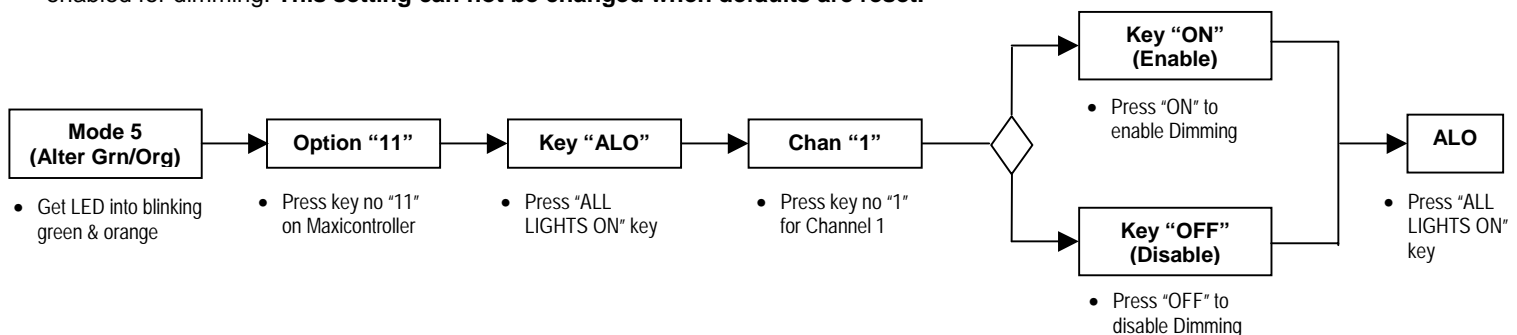 enabled for dimming. This setting can not be changed when defaults are reset.
Mode 5
(Alter Grn/Org)
• Get LED into blinking
green & orange
Option “11”
• Press key no “11”
on Maxicontroller
Key “ALO”
• Press “ALL
LIGHTS ON” key
Chan “1”
• Press key no “1”
for Channel 1
Key “ON”
(Enable)
• Press “ON” to
enable Dimming
Key “OFF”
(Disable)
• Press “OFF” to
disable Dimming
ALO
• Press “ALL
LIGHTS ON”
key